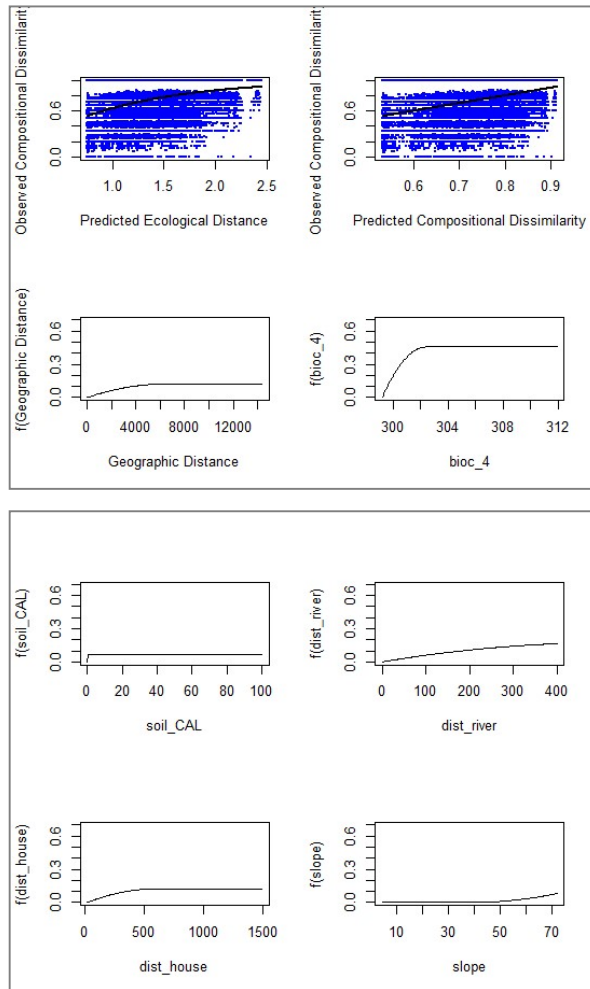 Observed Compositional Dissimilarity
0.0 0.6
1.0 1.5 2.0 2.5
Predicted Ecological Distance
Observed Compositional Dissimilarity
0.0 0.6
0.6 0.7 0.8 0.9
Predicted Compositional Dissimilarity
f(Geographic Distance)
0.0 0.3 0.6
0 4000 8000 12000
Geographic Distance
f(bioc_4)
0.0 0.3 0.6
300 304 308 312
bioc_4
f(soil_CAL)
0.0 0.3 0.6
0 20 40 60 80 100
soil_CAL
f(dist_river)
0.0 0.3 0.6
0 100 200 300 400
dist_river
f(dist_house)
0.0 0.3 0.6
0 500 1000 1500
dist_house
f(slope)
0.0 0.3 0.6
10 30 50 70
slope